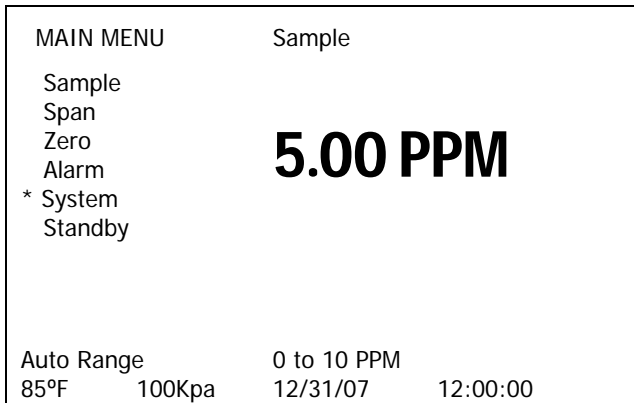 MAIN MENU Sample
Sample
Span
Zero
Alarm
* System
Standby
5.00 PPM
Auto Range 0 to 10 PPM
85ºF 100Kpa 12/31/07 12:00:00